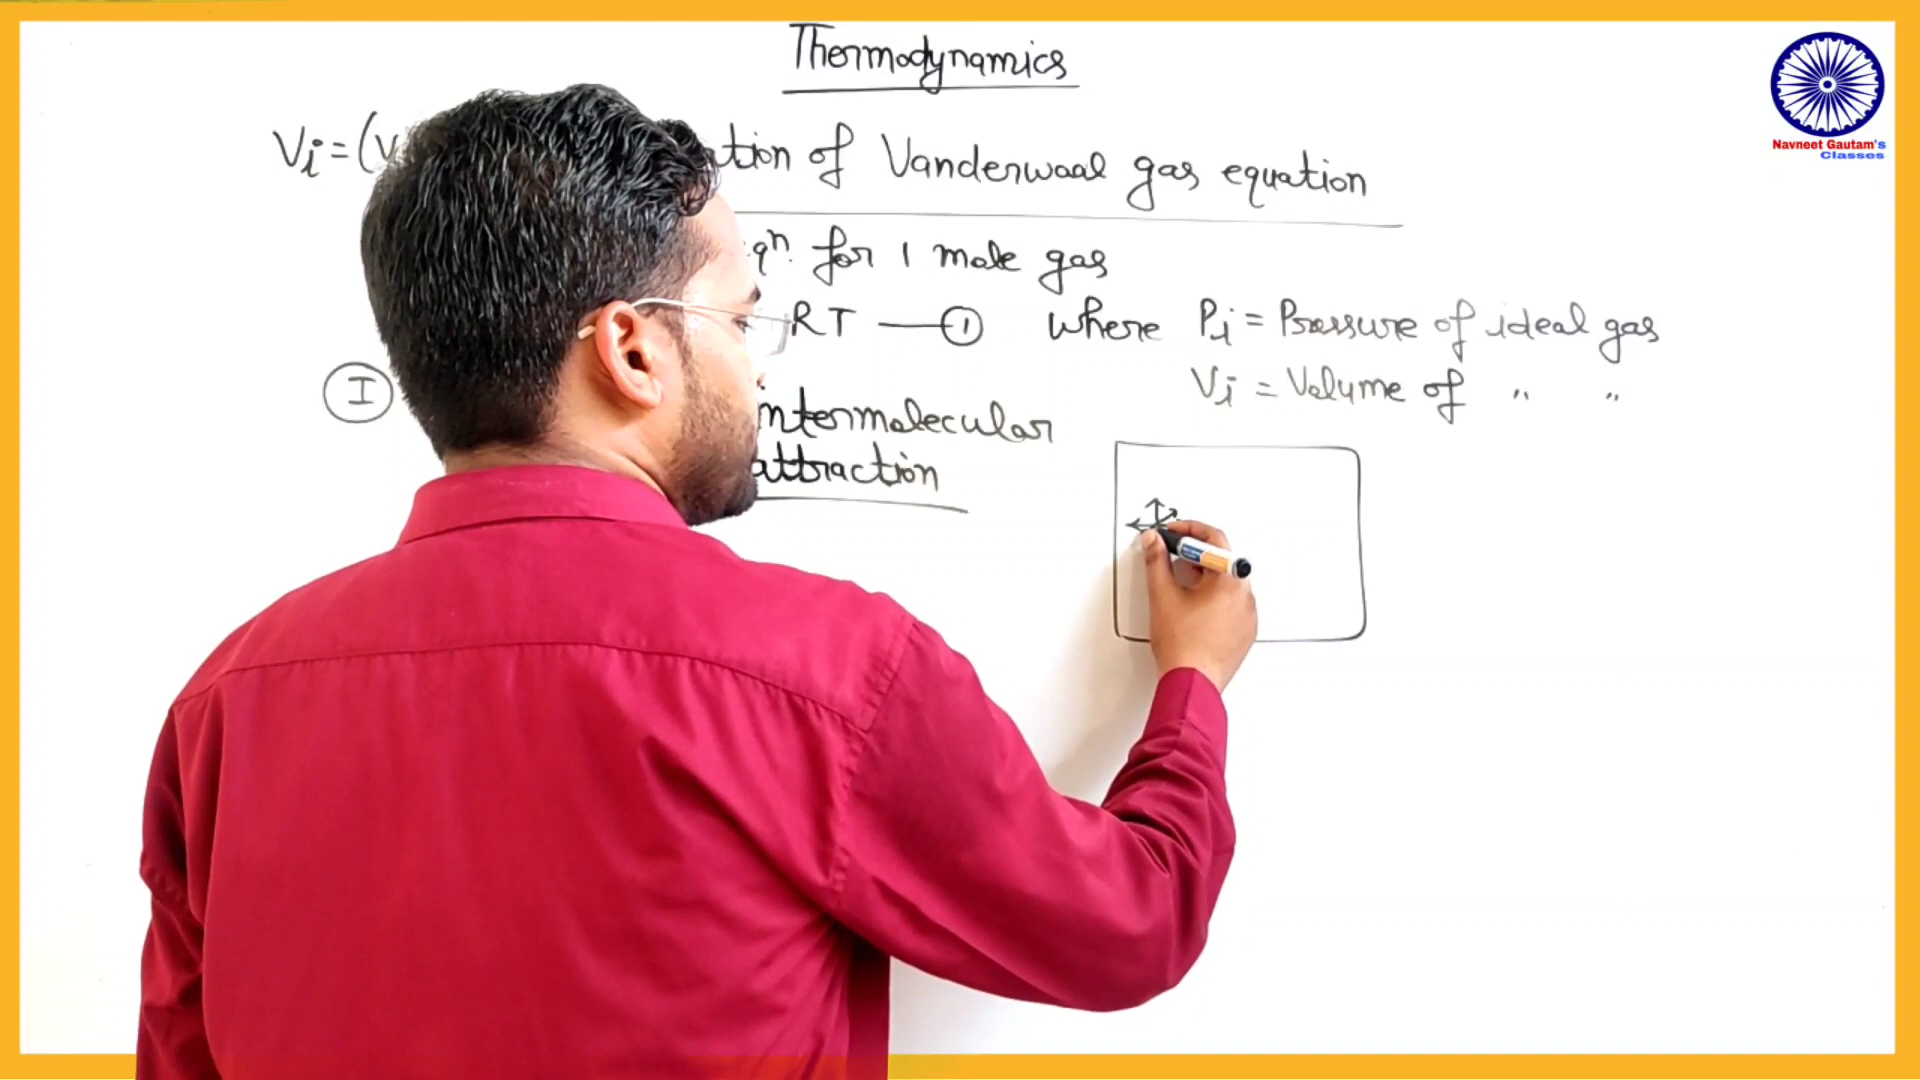 Thermodynamics
Vi = (V
tion of Vanderwaal gas equation
qn. for 1 mole gas
RT — 1 where Pi = Pressure of ideal gas
Vi = Volume of " "
I
intermolecular
attraction
Navneet Gautam's
Classes